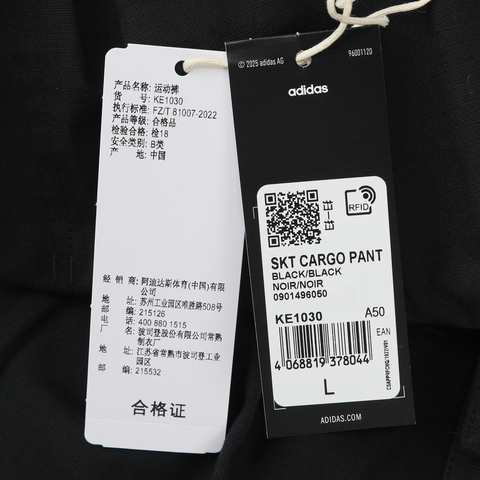 产品名称: 运动裤
货 号: KE1030
执行标准: FZ/T 81007-2022
产品等级: 合格品
检验合格: 检18
安全类别: B类
产 地: 中国
经 销 商: 阿迪达斯体育(中国)有限
公司
地 址: 苏州工业园区唯胜路508号
邮 编: 215126
电 话: 400 880 1515
厂 名: 波司登股份有限公司常熟
制衣厂
地 址: 江苏省常熟市波司登工业
园区
邮 编: 215532
合格证
© 2025 adidas AG
96001120
adidas
RFID
SKT CARGO PANT
BLACK/BLACK
NOIR/NOIR
0901496050
KE1030 A50
EAN
4 068819 378044
L
ADIDAS.COM